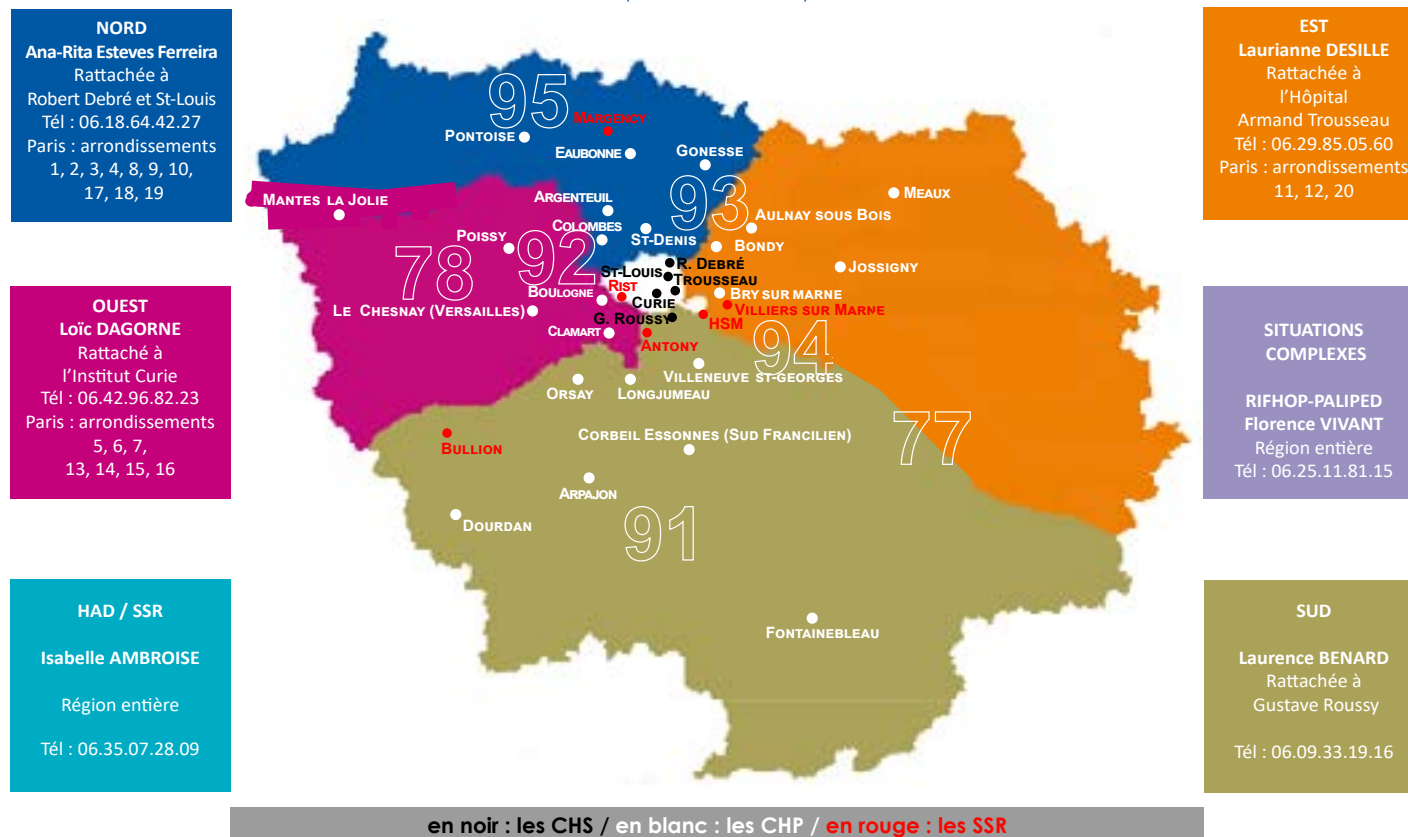 NORD
Ana-Rita Esteves Ferreira
Rattachée à
Robert Debré et St-Louis
Tél : 06.18.64.42.27
Paris : arrondissements
1, 2, 3, 4, 8, 9, 10,
17, 18, 19
OUEST
Loïc DAGORNE
Rattaché à
l'Institut Curie
Tél : 06.42.96.82.23
Paris : arrondissements
5, 6, 7,
13, 14, 15, 16
HAD / SSR
Isabelle AMBROISE
Région entière
Tél : 06.35.07.28.09
95
MARGENCY
PONTOISE
EAUBONNE
GONESSE
93
MANTES LA JOLIE
ARGENTEUIL
MEAUX
AULNAY SOUS BOIS
COLOMBES
ST-DENIS
BONDY
POISSY
92
78
R. DEBRÉ
ST-LOUIS
TROUSSEAU
JOSSIGNY
RIST
BOULOGNE
CURIE
BRY SUR MARNE
LE CHESNAY (VERSAILLES)
G. ROUSSY
VILLIERS SUR MARNE
HSM
CLAMART
ANTONY
94
VILLENEUVE ST-GEORGES
ORSAY
LONGJUMEAU
77
BULLION
CORBEIL ESSONNES (SUD FRANCILIEN)
ARPAJON
DOURDAN
91
FONTAINEBLEAU
EST
Laurianne DESILLE
Rattachée à
l'Hôpital
Armand Trousseau
Tél : 06.29.85.05.60
Paris : arrondissements
11, 12, 20
SITUATIONS
COMPLEXES
RIFHOP-PALIPED
Florence VIVANT
Région entière
Tél : 06.25.11.81.15
SUD
Laurence BENARD
Rattachée à
Gustave Roussy
Tél : 06.09.33.19.16
en noir : les CHS / en blanc : les CHP / en rouge : les SSR